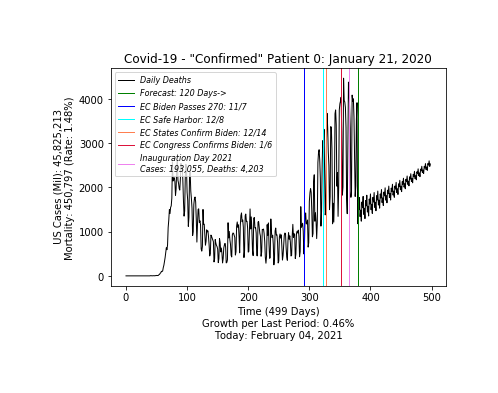 Covid-19 - "Confirmed" Patient 0: January 21, 2020
US Cases (Mil): 45,825,213
Mortality: 450,797 (Rate: 1.48%)
4000
3000
2000
1000
0
Daily Deaths
Forecast: 120 Days->
EC Biden Passes 270: 11/7
EC Safe Harbor: 12/8
EC States Confirm Biden: 12/14
EC Congress Confirms Biden: 1/6
Inauguration Day 2021
Cases: 193,055, Deaths: 4,203
0 100 200 300 400 500
Time (499 Days)
Growth per Last Period: 0.46%
Today: February 04, 2021